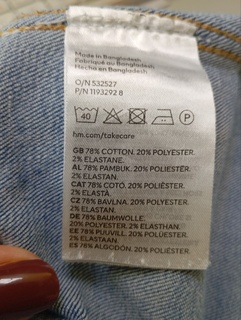 Made in Bangladesh
Fabriqué au Bangladesh
Hecho en Bangladesh
O/N 532527
P/N 1193292 8
40 P
hm.com/takecare
GB 78% COTTON. 20% POLYESTER.
2% ELASTANE.
AL 78% PAMBUK. 20% POLIESTËR.
2% ELASTAN.
CAT 78% COTÓ. 20% POLIÈSTER.
2% ELASTÀ.
CZ 78% BAVLNA. 20% POLYESTER.
2% ELASTAN.
DE 78% BAUMWOLLE.
20% POLYESTER. 2% ELASTHAN.
EE 78% PUUVILL. 20% POLÜESTER.
2% ELASTAAN
ES 78% ALGODÓN. 20% POLIÉSTER.